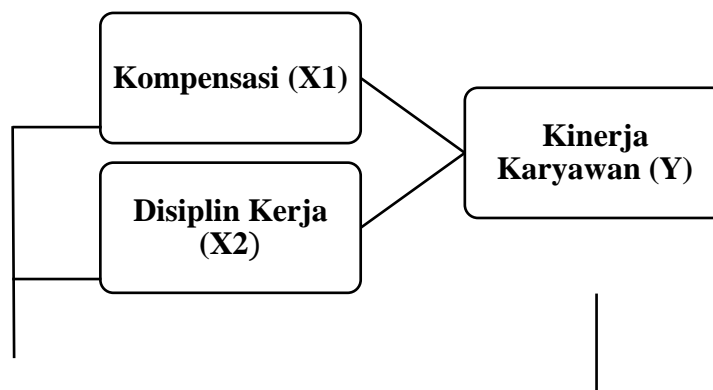 Kompensasi (X1)
Kinerja
Karyawan (Y)
Disiplin Kerja
(X2)